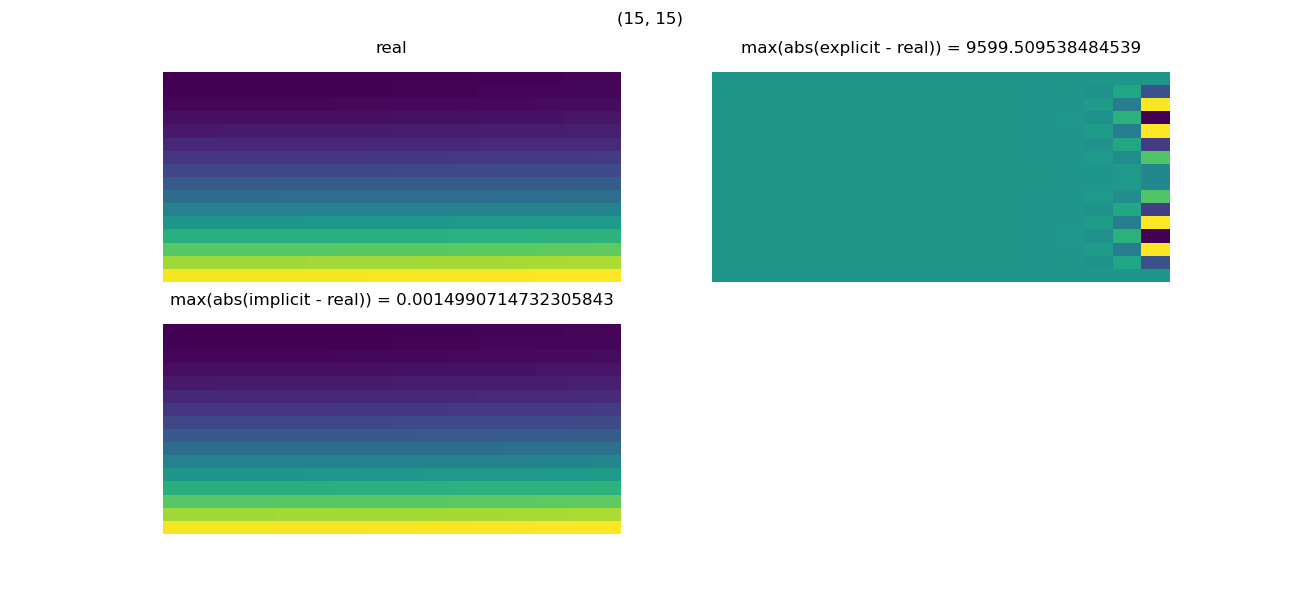 (15, 15)
real
max(abs(explicit - real)) = 9599.509538484539
max(abs(implicit - real)) = 0.0014990714732305843